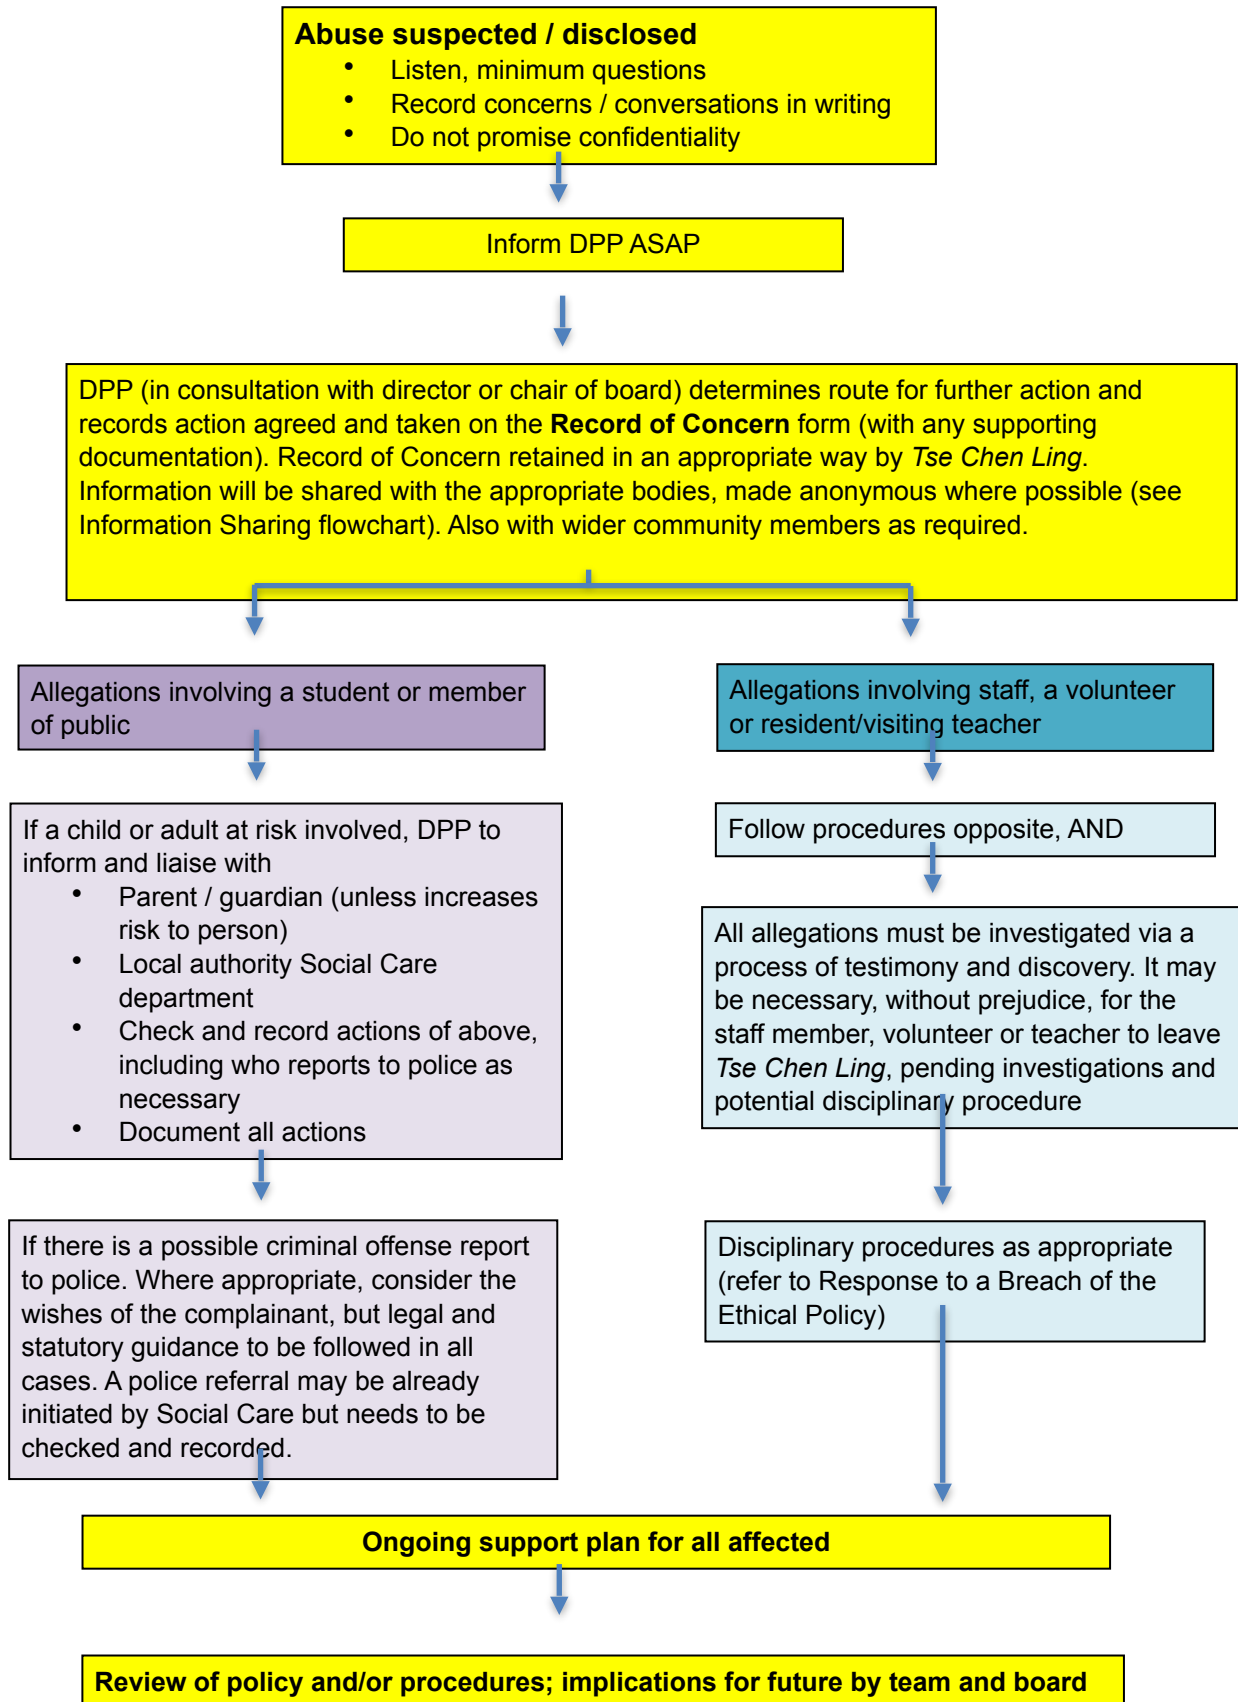 Abuse suspected / disclosed
• Listen, minimum questions
• Record concerns / conversations in writing
• Do not promise confidentiality
Inform DPP ASAP
DPP (in consultation with director or chair of board) determines route for further action and
records action agreed and taken on the Record of Concern form (with any supporting
documentation). Record of Concern retained in an appropriate way by Tse Chen Ling.
Information will be shared with the appropriate bodies, made anonymous where possible (see
Information Sharing flowchart). Also with wider community members as required.
Allegations involving a student or member
of public
If a child or adult at risk involved, DPP to
inform and liaise with
• Parent / guardian (unless increases
risk to person)
• Local authority Social Care
department
• Check and record actions of above,
including who reports to police as
necessary
• Document all actions
If there is a possible criminal offense report
to police. Where appropriate, consider the
wishes of the complainant, but legal and
statutory guidance to be followed in all
cases. A police referral may be already
initiated by Social Care but needs to be
checked and recorded.
Allegations involving staff, a volunteer
or resident/visiting teacher
Follow procedures opposite, AND
All allegations must be investigated via a
process of testimony and discovery. It may
be necessary, without prejudice, for the
staff member, volunteer or teacher to leave
Tse Chen Ling, pending investigations and
potential disciplinary procedure
Disciplinary procedures as appropriate
(refer to Response to a Breach of the
Ethical Policy)
Ongoing support plan for all affected
Review of policy and/or procedures; implications for future by team and board